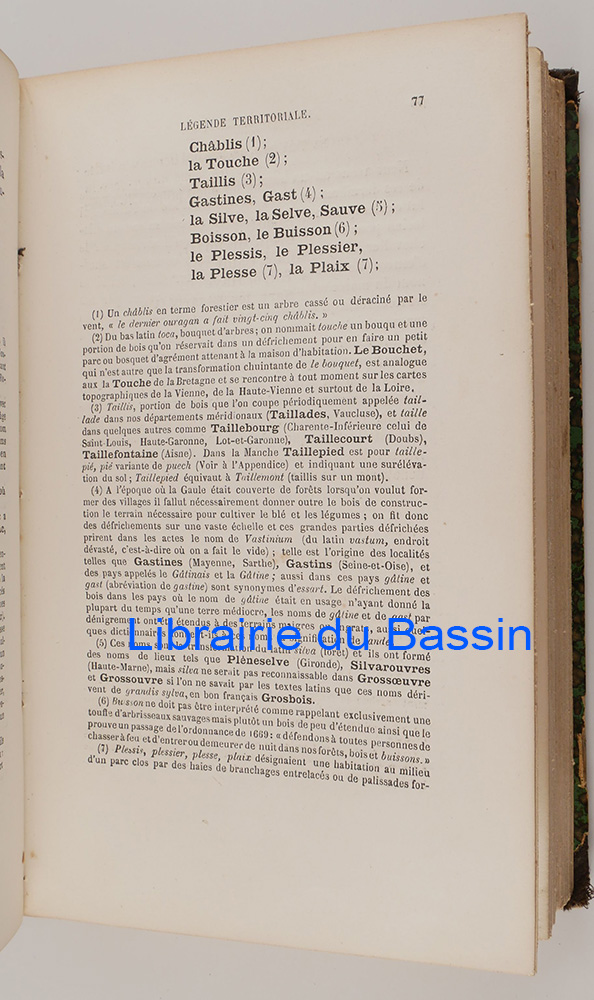 77
LÉGENDE TERRITORIALE.
Châblis (1);
la Touche (2);
Taillis (3);
Gastines, Gast (4);
la Silve, la Selve, Sauve (5);
Boisson, le Buisson (6);
le Plessis, le Plessier,
la Plesse (7), la Plaix (7);
(1) Un châblis en terme forestier est un arbre cassé ou déraciné par le
vent, « le dernier ouragan a fait vingt-cinq châblis. »
(2) Du bas latin toca, bouquet d'arbres; on nommait touche un bouqu et une
portion de bois qu'on réservait dans un défrichement pour en faire un petit
parc ou bosquet d'agrément attenant à la maison d'habitation. Le Bouchet,
qui n'est autre que la transformation chuintante de le bouquet, est analogue
aux la Touche de la Bretagne et se rencontre à tout moment sur les cartes
topographiques de la Vienne, de la Haute-Vienne et surtout de la Loire.
(3) Taillis, portion de bois que l'on coupe périodiquement appelée tail-
lade dans nos départements méridionaux (Taillades, Vaucluse), et taille
dans quelques autres comme Taillebourg (Charente-Inférieure celui de
Saint-Louis, Haute-Garonne, Lot-et-Garonne), Taillecourt (Doubs),
Taillefontaine (Aisne). Dans la Manche Taillepied est pour taille-
pié, pié variante de puech (Voir à l'Appendice) et indiquant une suréléva-
tion du sol; Taillepied équivaut à Taillemont (taillis sur un mont).
(4) A l'époque où la Gaule était couverte de forêts lorsqu'on voulut for-
mer des villages il fallut nécessairement donner outre le bois de construc-
tion le terrain nécessaire pour cultiver le blé et les légumes; on fit donc
des défrichements sur une vaste échelle et ces grandes parties défrichées
prirent dans les actes le nom de Vastinium (du latin vastum, endroit
dévasté, c'est-à-dire où on a fait le vide); telle est l'origine des localités
telles que Gastines (Mayenne, Sarthe), Gastins (Seine-et-Oise), et
des pays appelés le Gâtinais et la Gâtine; aussi dans ces pays gâtine et
gast (abréviation de gastine) sont synonymes d'essart. Le défrichement des
bois dans les pays où le nom de gâtine était en usage n'ayant donné la
plupart du temps qu'une terre médiocre, les noms de gâtine et de gast par
dénigrement ont été étendus à des terrains maigres
Librairie du Bassin
(5) Ces latin silva (forêt) et ils ont formé
des noms de lieux tels que Plèneselve (Gironde), Silvarouvres
(Haute-Marne), mais silva ne serait pas reconnaissable dans Grossœuvre
et Grossouvre si l'on ne savait par les textes latins que ces noms déri-
vent de grandis sylva, en bon français Grosbois.
(6) Buisson ne doit pas être interprété comme rappelant exclusivement une
touffe d'arbrisseaux sauvages mais plutôt un bois de peu d'étendue ainsi que le
prouve un passage de l'ordonnance de 1669: « défendons à toutes personnes de
chasser à feu et d'entrer ou demeurer de nuit dans nos forêts, bois et buissons. »
(7) Plessis, plessier, plesse, plaix désignaient une habitation au milieu
d'un parc clos par des haies de branchages entrelacés ou de palissades for-